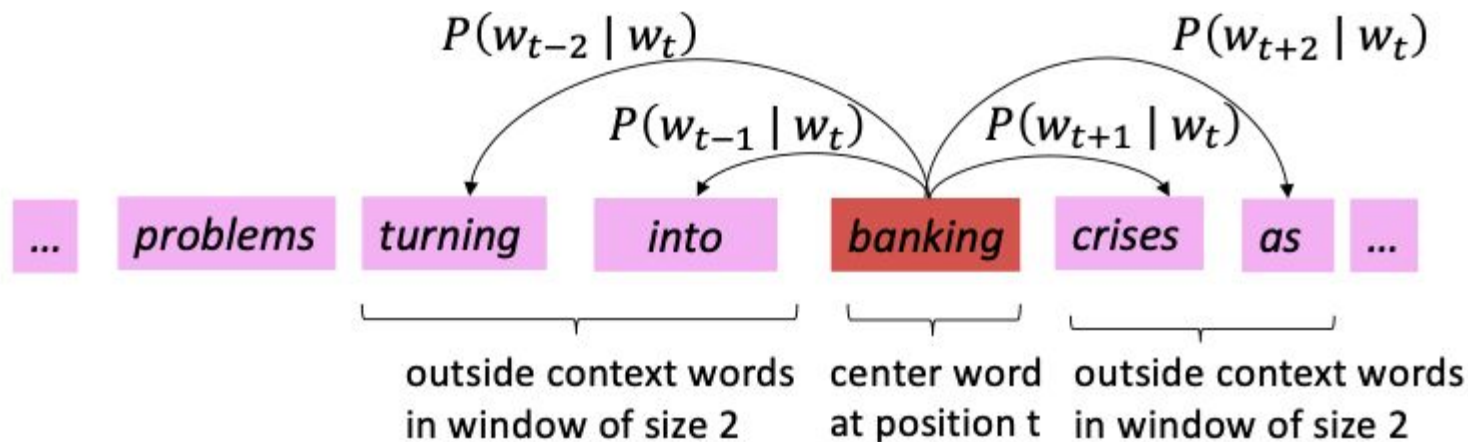 P(w_{t−2} | w_t) P(w_{t+2} | w_t)
P(w_{t−1} | w_t) P(w_{t+1} | w_t)
... problems turning into banking crises as ...
outside context words center word outside context words
in window of size 2 at position t in window of size 2